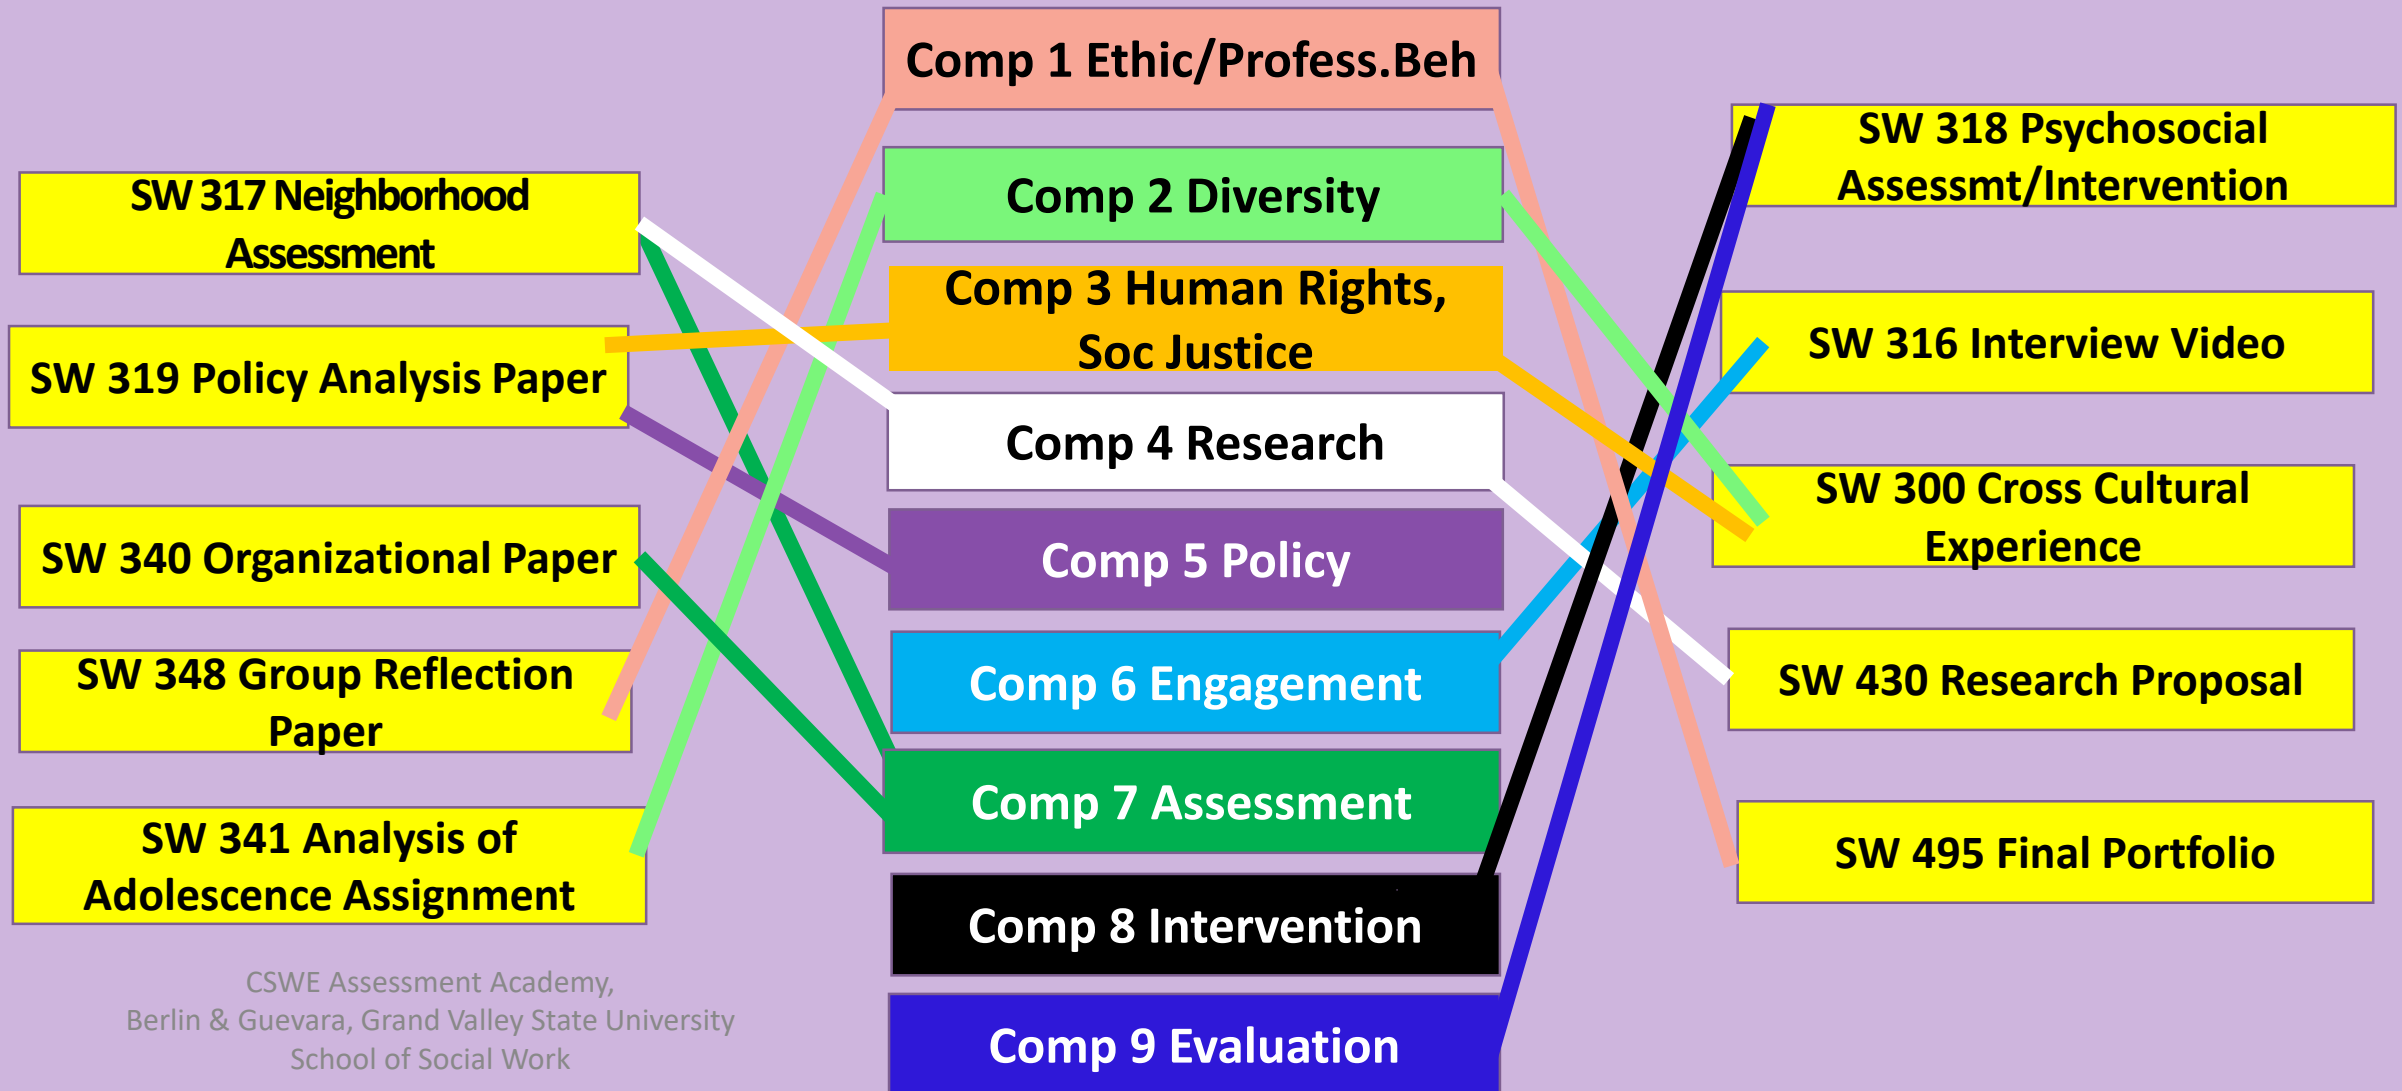 SW 317 Neighborhood
Assessment
SW 319 Policy Analysis Paper
SW 340 Organizational Paper
SW 348 Group Reflection
Paper
SW 341 Analysis of
Adolescence Assignment
CSWE Assessment Academy,
Berlin & Guevara, Grand Valley State University
School of Social Work
Comp 1 Ethic/Profess.Beh
Comp 2 Diversity
Comp 3 Human Rights,
Soc Justice
Comp 4 Research
Comp 5 Policy
Comp 6 Engagement
Comp 7 Assessment
Comp 8 Intervention
Comp 9 Evaluation
SW 318 Psychosocial
Assessmt/Intervention
SW 316 Interview Video
SW 300 Cross Cultural
Experience
SW 430 Research Proposal
SW 495 Final Portfolio